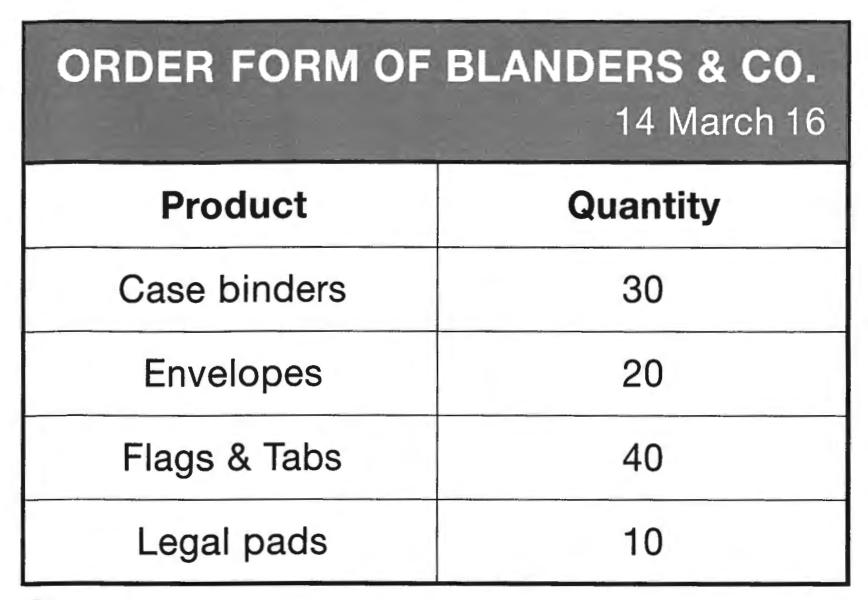 ORDER FORM OF BLANDERS & CO.
14 March 16
Product Quantity
Case binders 30
Envelopes 20
Flags & Tabs 40
Legal pads 10